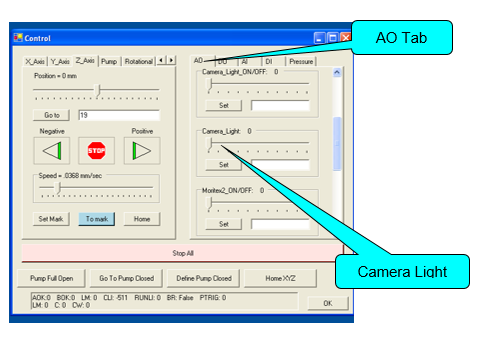 Control
AO Tab
X_Axis Y_Axis Z_Axis Pump Rotational
AO DO AI DI Pressure
Position = 0 mm
Go to 19
Negative Positive
STOP
Speed = .0368 mm/sec
Set Mark To mark Home
Camera_Light_ON/OFF: 0
Set
Camera_Light: 0
Set
Moritex2_ON/OFF: 0
Set
Stop All
Camera Light
Pump Full Open Go To Pump Closed Define Pump Closed Home XYZ
AOK:0 BOK:0 LM: 0 CLI: -511 RUNLI: 0 BR: False PTRIG: 0
LM: 0 C: 0 CW: 0
OK